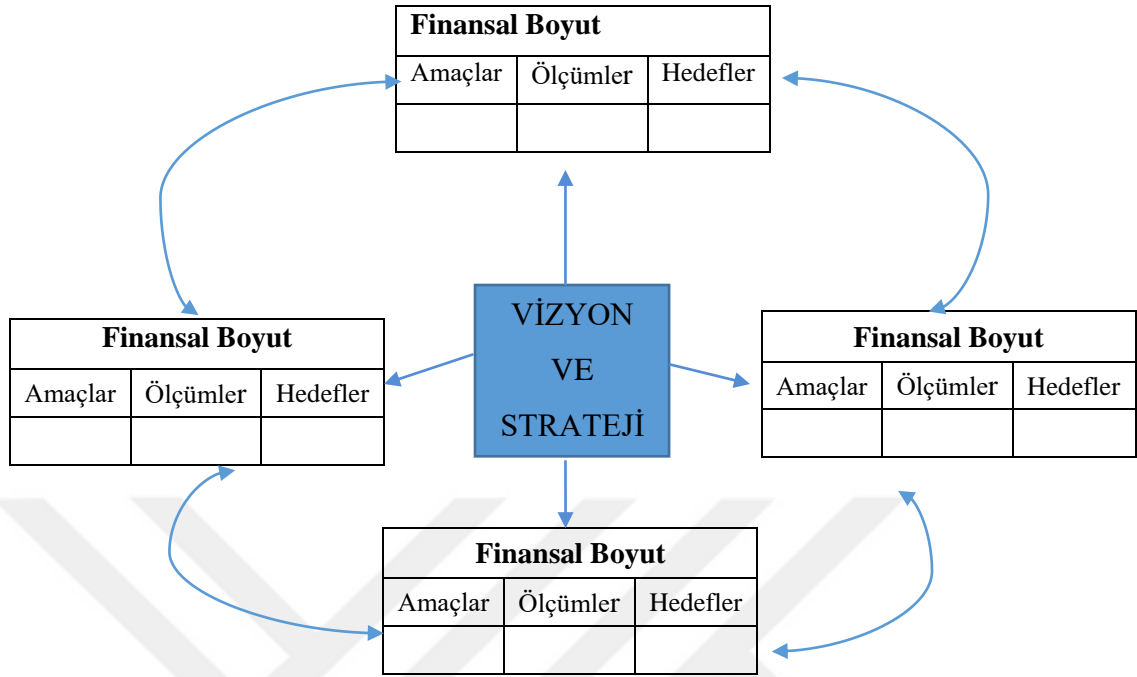 Finansal Boyut
Amaçlar Ölçümler Hedefler
VİZYON
VE
STRATEJİ
Finansal Boyut
Amaçlar Ölçümler Hedefler
Finansal Boyut
Amaçlar Ölçümler Hedefler
Finansal Boyut
Amaçlar Ölçümler Hedefler